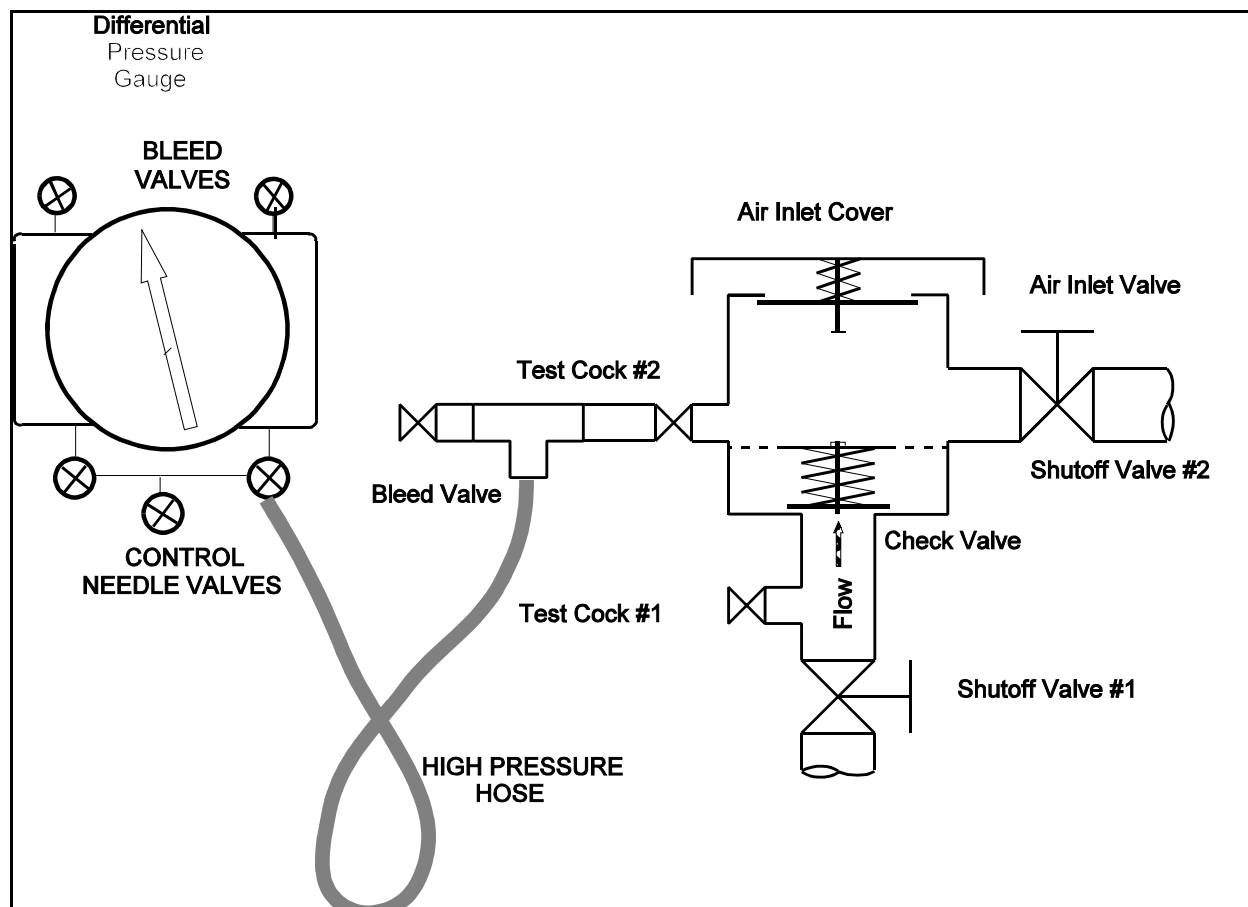 Differential
Pressure
Gauge
BLEED
VALVES
Air Inlet Cover
Air Inlet Valve
Test Cock #2
Bleed Valve
Shutoff Valve #2
Check Valve
CONTROL
NEEDLE VALVES
Test Cock #1
Flow
Shutoff Valve #1
HIGH PRESSURE
HOSE